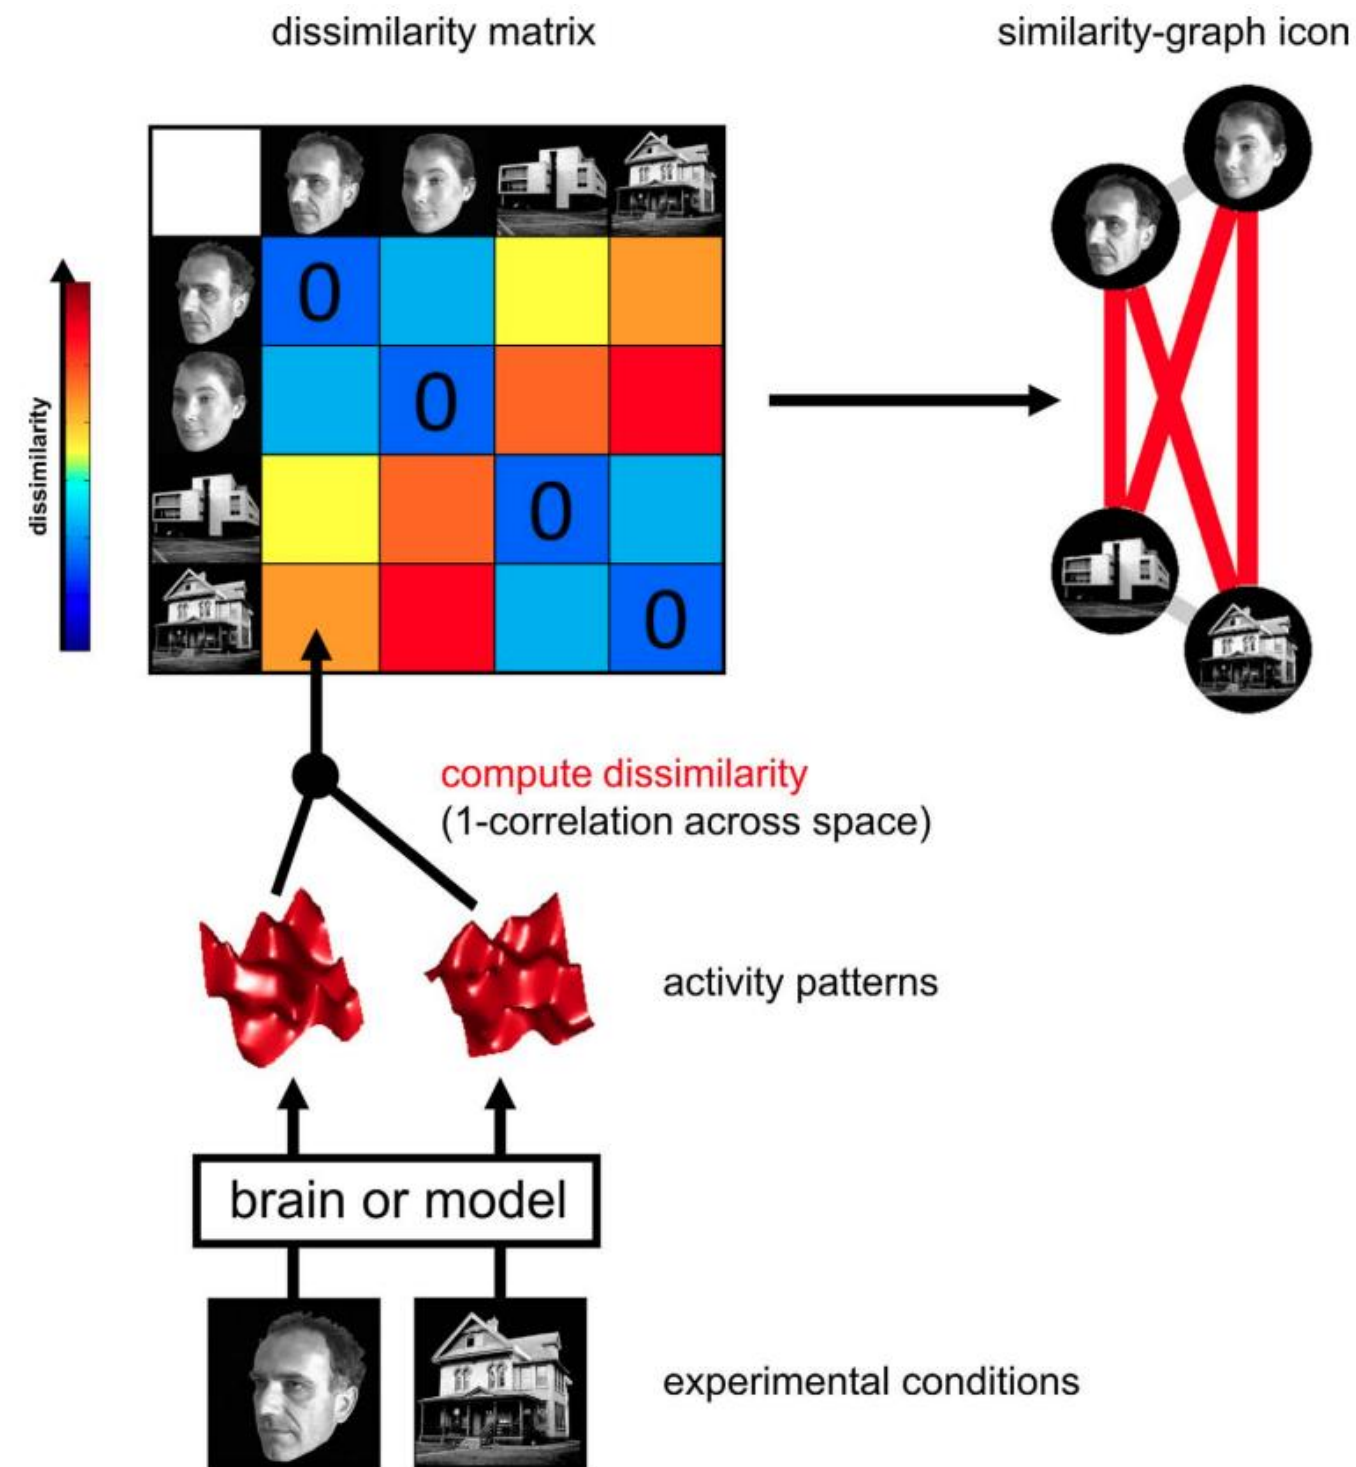 dissimilarity matrix
similarity-graph icon
dissimilarity
0
0
0
0
compute dissimilarity
(1-correlation across space)
activity patterns
brain or model
experimental conditions